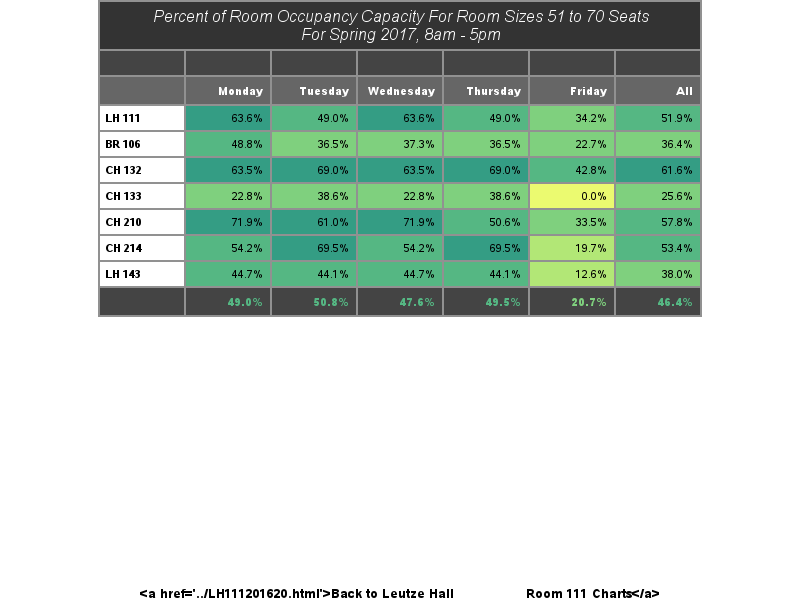 Percent of Room Occupancy Capacity For Room Sizes 51 to 70 Seats
For Spring 2017, 8am - 5pm
Monday Tuesday Wednesday Thursday Friday All
LH 111 63.6% 49.0% 63.6% 49.0% 34.2% 51.9%
BR 106 48.8% 36.5% 37.3% 36.5% 22.7% 36.4%
CH 132 63.5% 69.0% 63.5% 69.0% 42.8% 61.6%
CH 133 22.8% 38.6% 22.8% 38.6% 0.0% 25.6%
CH 210 71.9% 61.0% 71.9% 50.6% 33.5% 57.8%
CH 214 54.2% 69.5% 54.2% 69.5% 19.7% 53.4%
LH 143 44.7% 44.1% 44.7% 44.1% 12.6% 38.0%
49.0% 50.8% 47.6% 49.5% 20.7% 46.4%
<a href='../LH111201620.html'>Back to Leutze Hall Room 111 Charts</a>